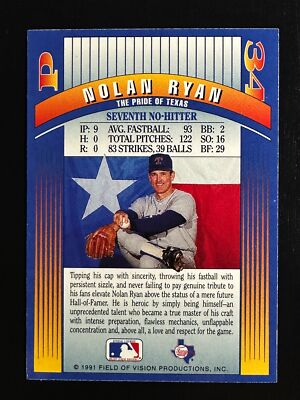 P
34
NOLAN RYAN
THE PRIDE OF TEXAS
SEVENTH NO-HITTER
IP: 9 AVG. FASTBALL: 93 BB: 2
H: 0 TOTAL PITCHES: 122 SO: 16
R: 0 83 STRIKES, 39 BALLS BF: 29
Tipping his cap with sincerity, throwing his fastball with
persistent sizzle, and never failing to pay genuine tribute to
his fans elevate Nolan Ryan above the status of a mere future
Hall-of-Famer. He is heroic by simply being himself—an
unprecedented talent who became a true master of his craft
with intense preparation, flawless mechanics, unflappable
concentration and, above all, a love and respect for the game.
© 1991 FIELD OF VISION PRODUCTIONS, INC.